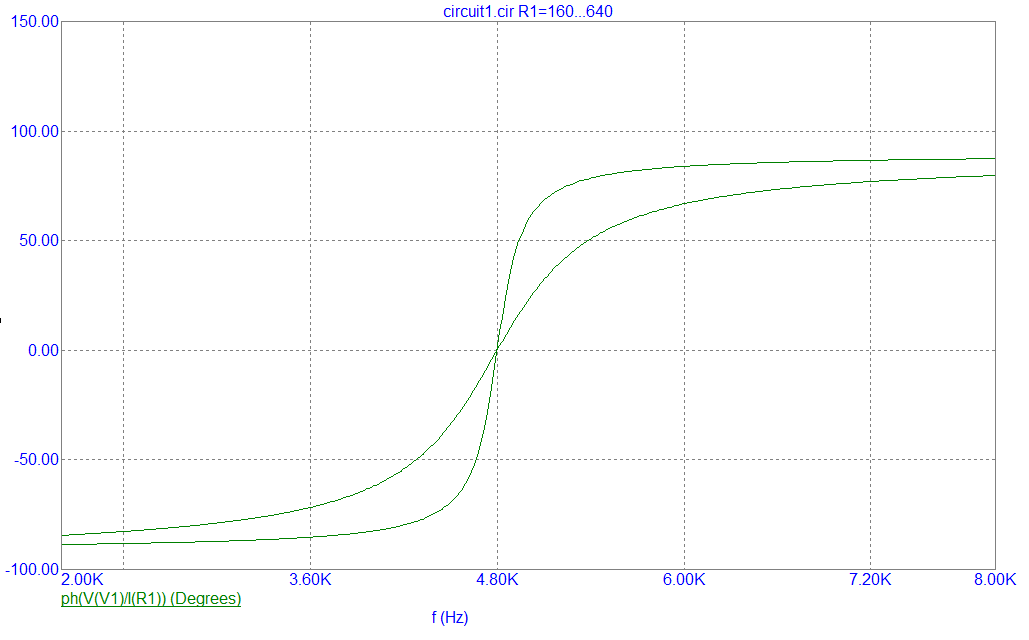 circuit1.cir R1=160...640
150.00
100.00
50.00
0.00
-50.00
-100.00
2.00K 3.60K 4.80K 6.00K 7.20K 8.00K
ph(V(V1)/I(R1)) (Degrees)
f (Hz)